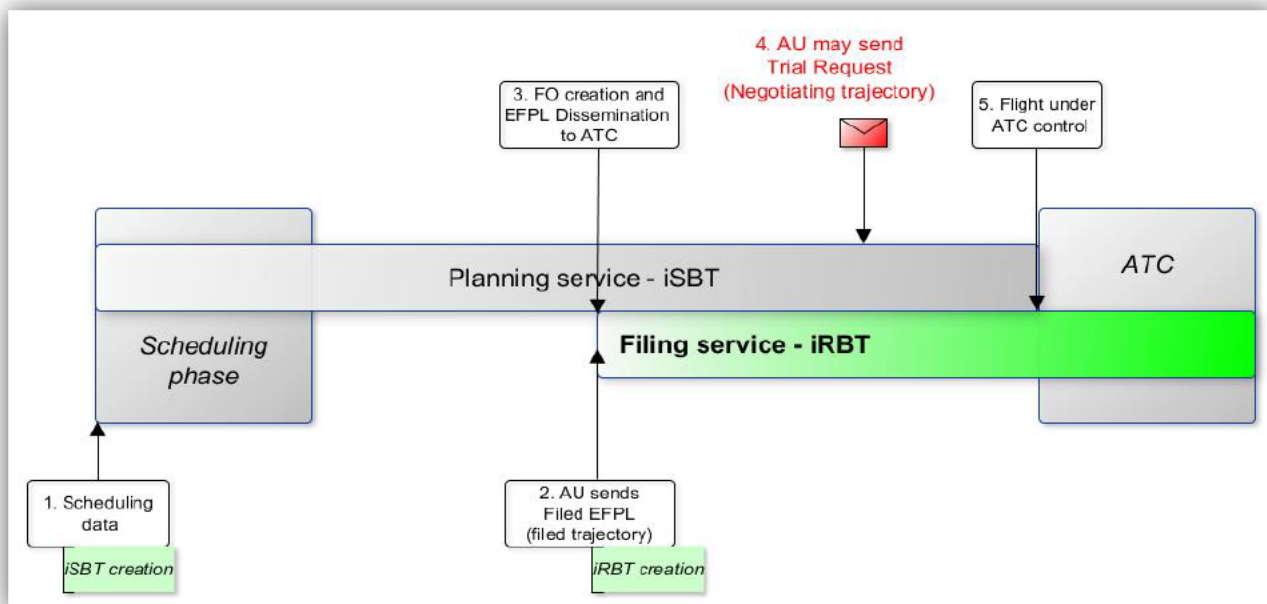 4. AU may send
Trial Request
(Negotiating trajectory)
3. FO creation and
EFPL Dissemination
to ATC
5. Flight under
ATC control
Planning service - iSBT
ATC
Filing service - iRBT
Scheduling
phase
1. Scheduling
data
iSBT creation
2. AU sends
Filed EFPL
(filed trajectory)
iRBT creation